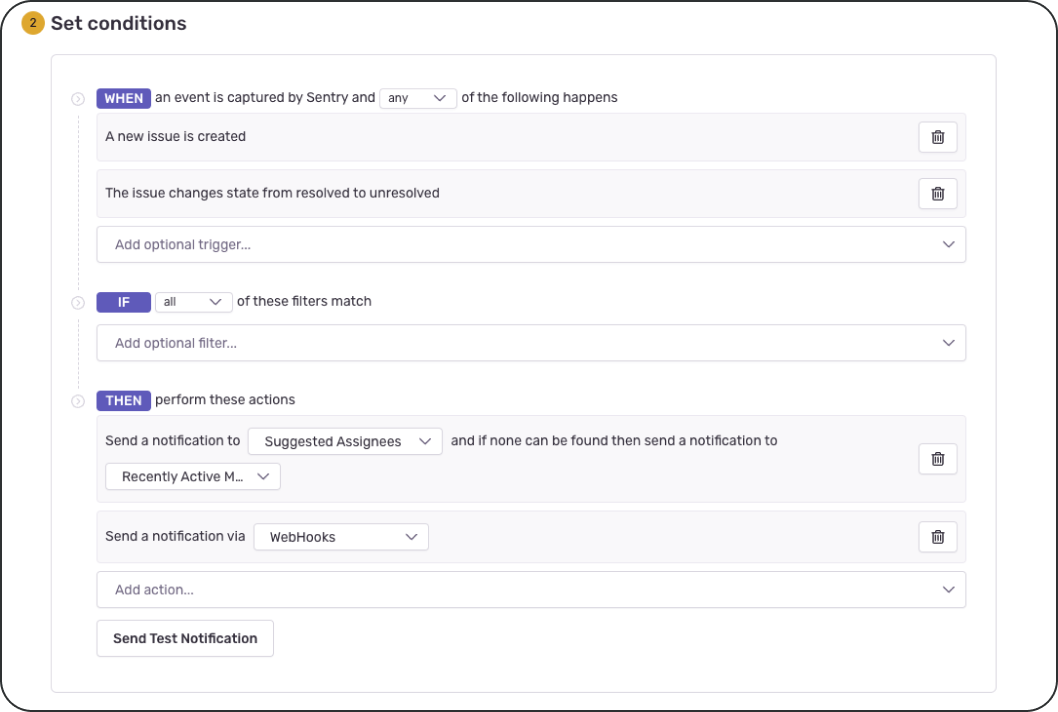 2 Set conditions
WHEN an event is captured by Sentry and any of the following happens
A new issue is created
The issue changes state from resolved to unresolved
Add optional trigger...
IF all of these filters match
Add optional filter...
THEN perform these actions
Send a notification to Suggested Assignees and if none can be found then send a notification to
Recently Active M...
Send a notification via WebHooks
Add action...
Send Test Notification